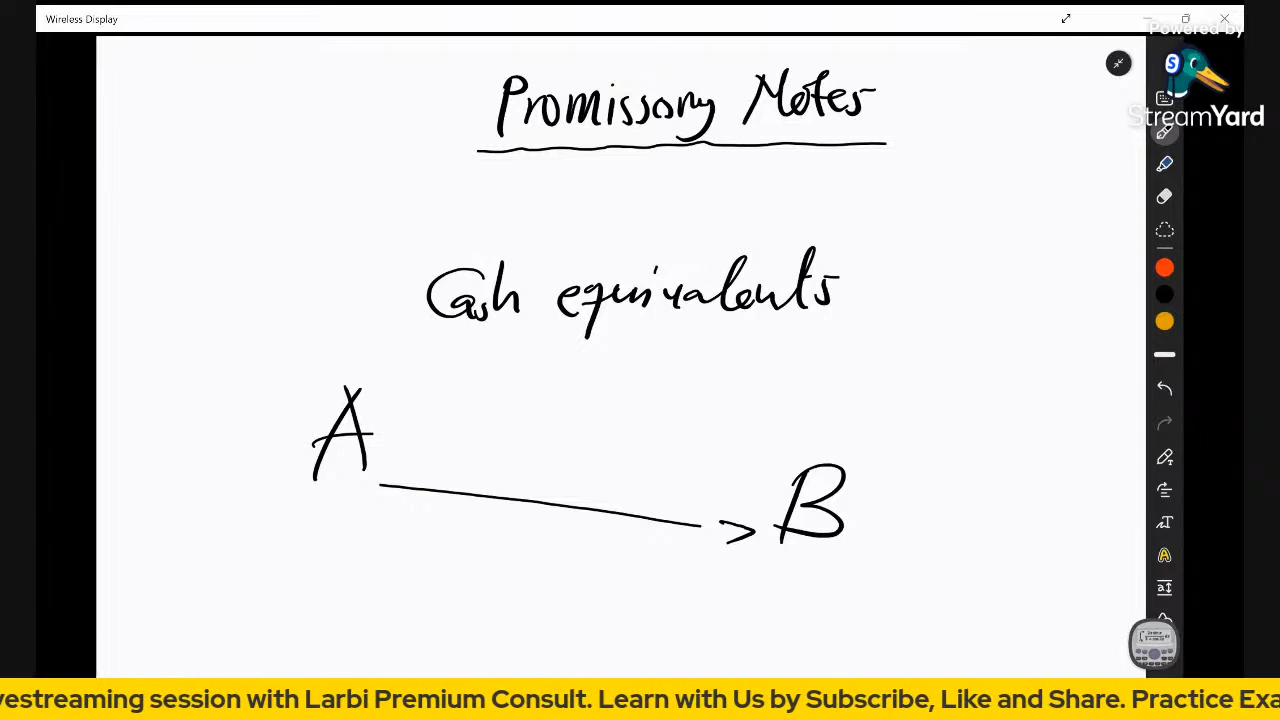 Wireless Display
Powered by
StreamYard
Promissory Notes
Cash equivalents
A
B
vestreaming session with Larbi Premium Consult. Learn with Us by Subscribe, Like and Share. Practice Exa